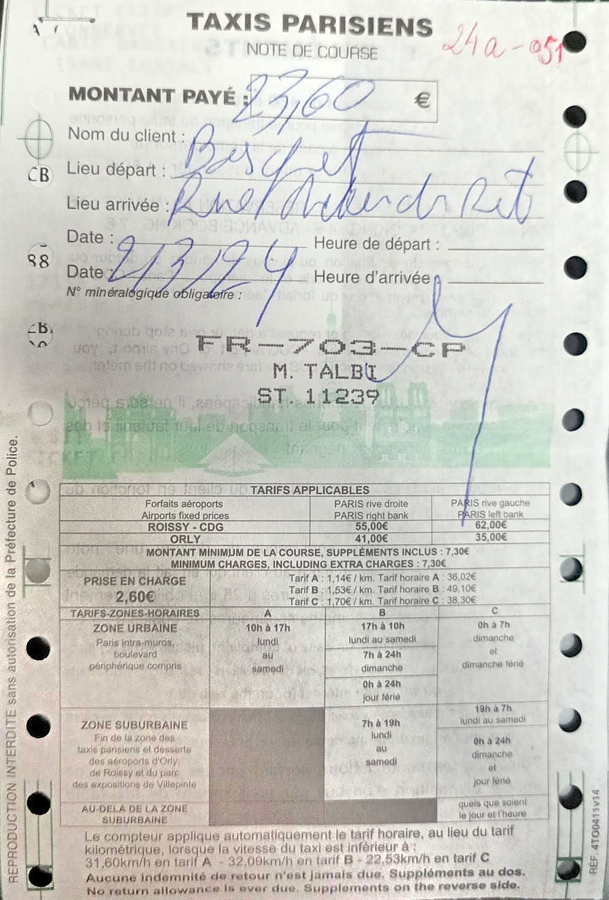 TAXIS PARISIENS
NOTE DE COURSE
24a-051
MONTANT PAYÉ : 23,60 €
Nom du client :
Lieu départ : Bosquet
Lieu arrivée : Rue
Date : Heure de départ :
Date : 2/3/24 Heure d'arrivée
N° minéralogique obligatoire :
CB
98
CB
FR-703-CP
M. TALBI
ST. 11239
TARIFS APPLICABLES
Forfaits aéroports PARIS rive droite PARIS rive gauche
Airports fixed prices PARIS right bank PARIS left bank
ROISSY - CDG 55,00€ 62,00€
ORLY 41,00€ 35,00€
MONTANT MINIMUM DE LA COURSE, SUPPLÉMENTS INCLUS : 7,30€
MINIMUM CHARGES, INCLUDING EXTRA CHARGES : 7,30€
PRISE EN CHARGE
2,60€
Tarif A : 1,14€ / km. Tarif horaire A : 36,02€
Tarif B : 1,53€ / km. Tarif horaire B : 49,10€
Tarif C : 1,70€ / km. Tarif horaire C : 38,30€
TARIFS-ZONES-HORAIRES A B C
ZONE URBAINE
Paris intra-muros,
boulevard
périphérique compris
10h à 17h
lundi
au
samedi
17h à 10h
lundi au samedi
7h à 24h
dimanche
0h à 24h
jour férié
0h à 7h
dimanche
et
dimanche férié
ZONE SUBURBAINE
Fin de la zone des
taxis parisiens et desserte
des aéroports d'Orly,
de Roissy et du parc
des expositions de Villepinte
7h à 19h
lundi
au
samedi
19h à 7h
lundi au samedi
0h à 24h
dimanche
et
jour férié
AU-DELA DE LA ZONE
SUBURBAINE
quels que soient
le jour et l'heure
Le compteur applique automatiquement le tarif horaire, au lieu du tarif
kilométrique, lorsque la vitesse du taxi est inférieur à :
31,60km/h en tarif A - 32,09km/h en tarif B - 22,53km/h en tarif C
Aucune indemnité de retour n'est jamais due. Suppléments au dos.
No return allowance is ever due. Supplements on the reverse side.
REPRODUCTION INTERDITE sans autorisation de la Préfecture de Police.
RÉF. 4TO0411v14